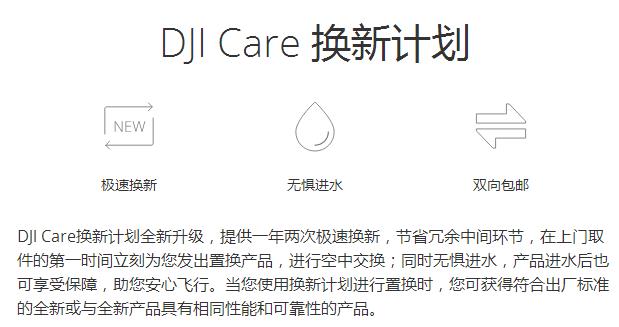 DJI Care 换新计划
NEW
极速换新 无惧进水 双向包邮
DJI Care换新计划全新升级，提供一年两次极速换新，节省冗余中间环节，在上门取
件的第一时间立刻为您发出置换产品，进行空中交换；同时无惧进水，产品进水后也
可享受保障，助您安心飞行。当您使用换新计划进行置换时，您可获得符合出厂标准
的全新或与全新产品具有相同性能和可靠性的产品。